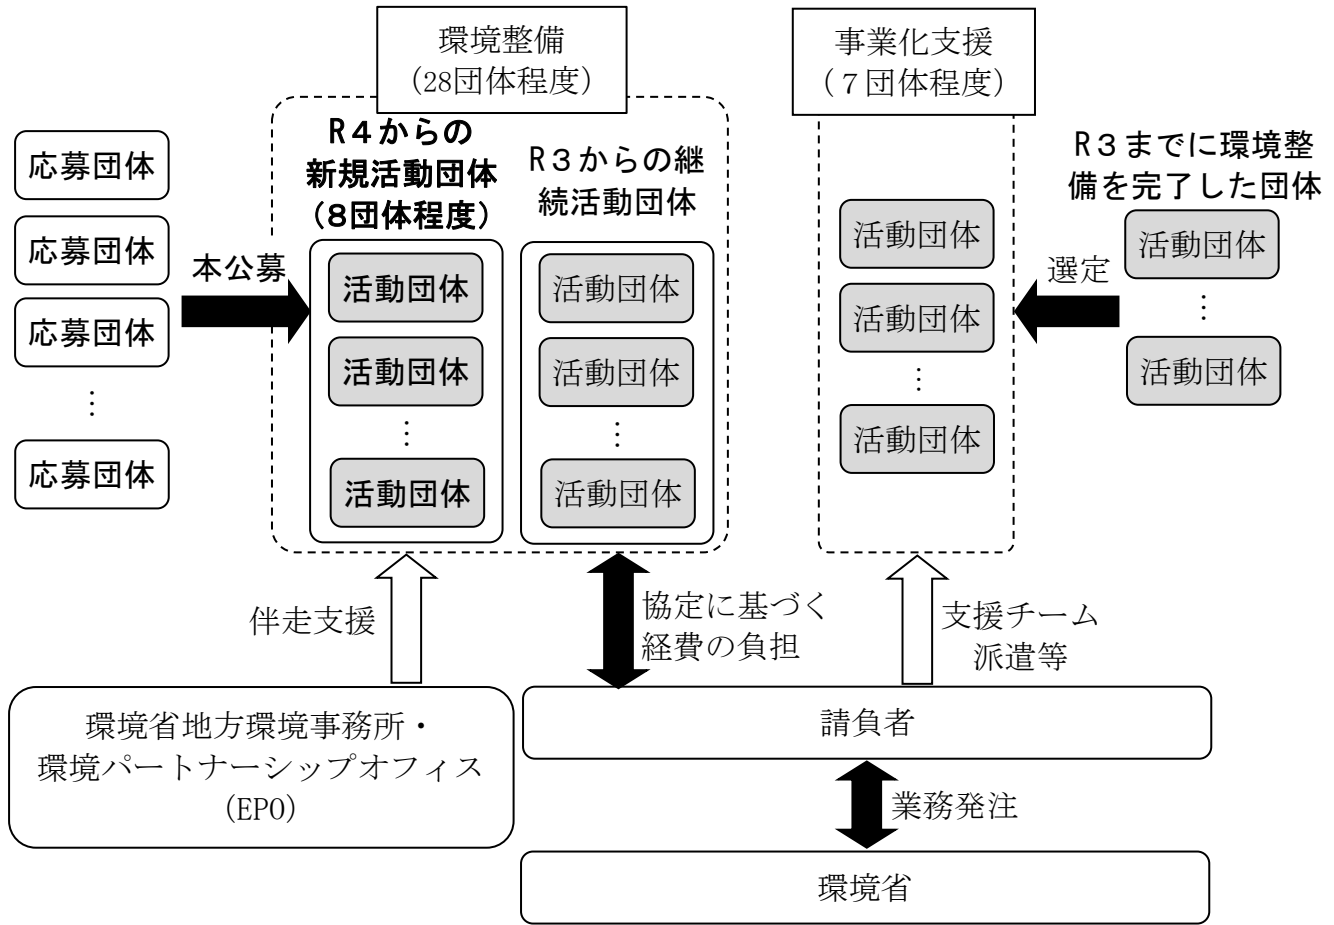 環境整備
（28団体程度）
事業化支援
（７団体程度）
応募団体
応募団体
応募団体
⋮
応募団体
本公募
R４からの
新規活動団体
（8団体程度）
活動団体
活動団体
⋮
活動団体
R３からの継
続活動団体
活動団体
活動団体
⋮
活動団体
活動団体
活動団体
⋮
活動団体
選定
R３までに環境整
備を完了した団体
活動団体
⋮
活動団体
伴走支援
協定に基づく
経費の負担
支援チーム
派遣等
環境省地方環境事務所・
環境パートナーシップオフィス
（EPO）
請負者
業務発注
環境省